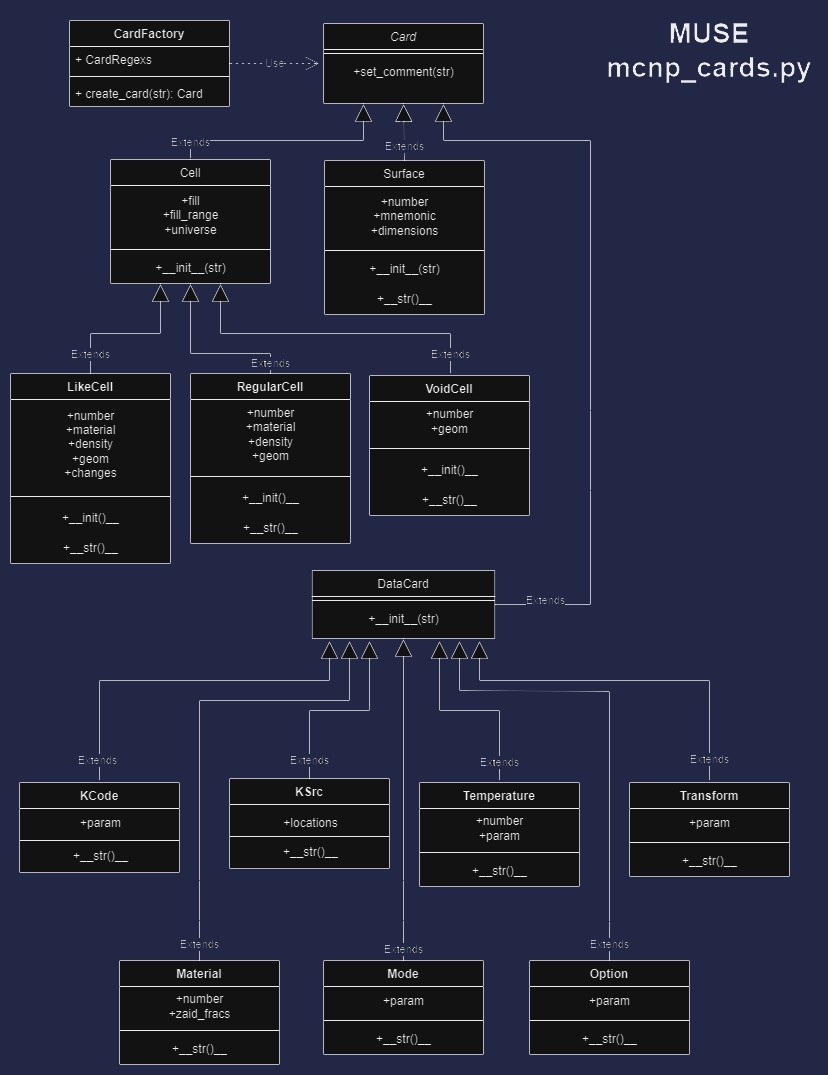 MUSE
mcnp_cards.py
CardFactory
+ CardRegexs
+ create_card(str): Card
Use
Card
+set_comment(str)
Extends
Extends
Cell
+fill
+fill_range
+universe
+__init__(str)
Surface
+number
+mnemonic
+dimensions
+__init__(str)
+__str()__
Extends
Extends
Extends
LikeCell
+number
+material
+density
+geom
+changes
+__init()__
+__str()__
RegularCell
+number
+material
+density
+geom
+__init()__
+__str()__
VoidCell
+number
+geom
+__init()__
+__str()__
DataCard
+__init__(str)
Extends
Extends
Extends
Extends
Extends
KCode
+param
+__str()__
KSrc
+locations
+__str()__
Temperature
+number
+param
+__str()__
Transform
+param
+__str()__
Extends
Extends
Extends
Material
+number
+zaid_fracs
+__str()__
Mode
+param
+__str()__
Option
+param
+__str()__